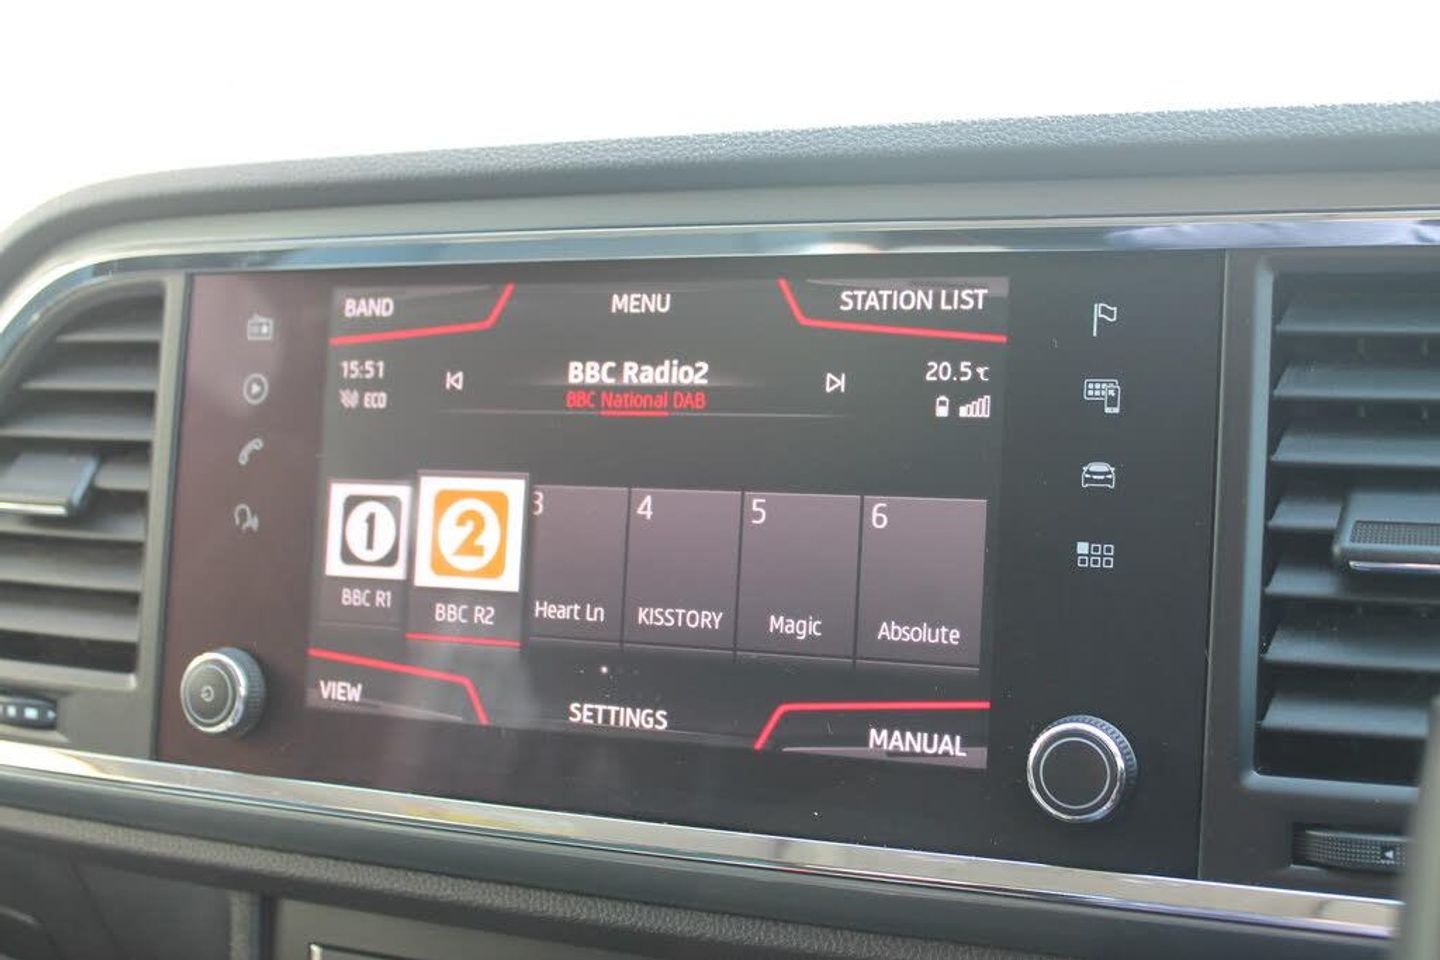 BAND
MENU
STATION LIST
15:51
BBC Radio2
20.5 °C
ECO
BBC National DAB
1
2
3
4
5
6
BBC R1
BBC R2
Heart Ln
KISSTORY
Magic
Absolute
VIEW
SETTINGS
MANUAL